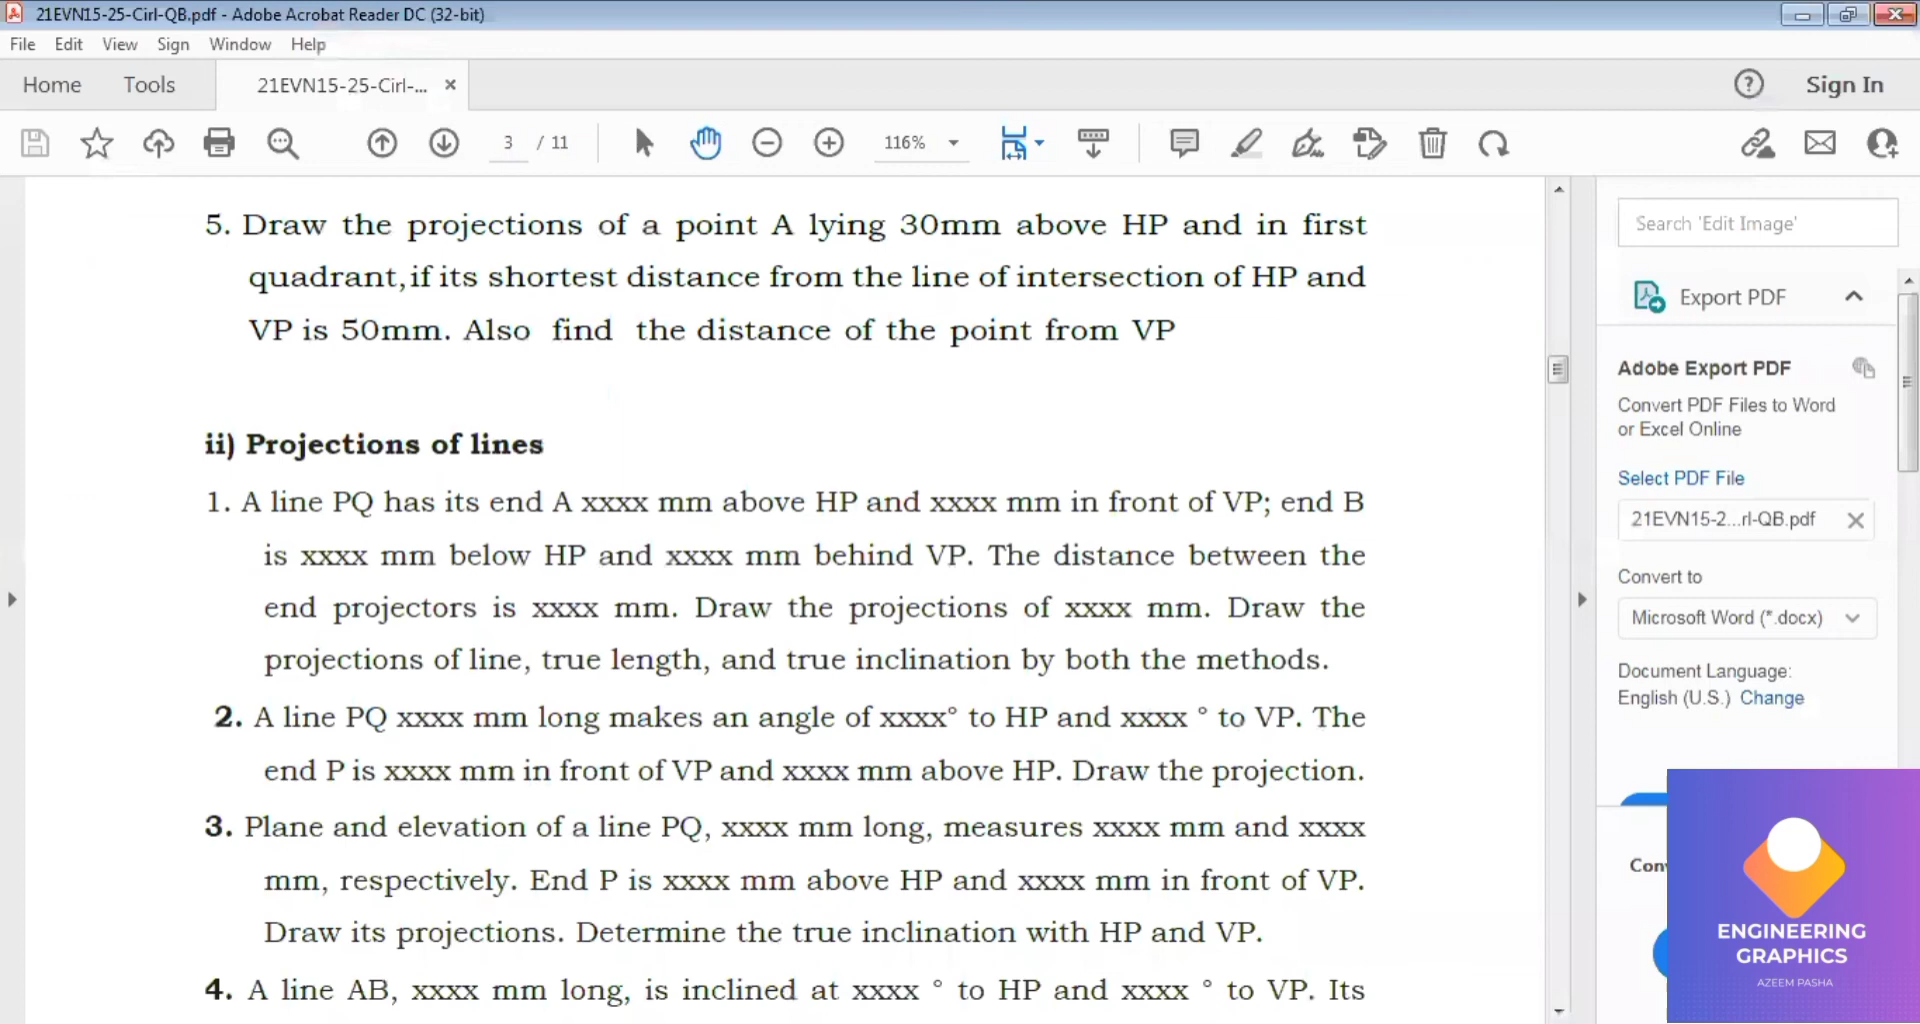 21EVN15-25-Cirl-QB.pdf - Adobe Acrobat Reader DC (32-bit)
File Edit View Sign Window Help
Home Tools 21EVN15-25-Cirl-... Sign In
3 / 11 116%
5. Draw the projections of a point A lying 30mm above HP and in first
quadrant, if its shortest distance from the line of intersection of HP and
VP is 50mm. Also find the distance of the point from VP
ii) Projections of lines
1. A line PQ has its end A xxxx mm above HP and xxxx mm in front of VP; end B
is xxxx mm below HP and xxxx mm behind VP. The distance between the
end projectors is xxxx mm. Draw the projections of xxxx mm. Draw the
projections of line, true length, and true inclination by both the methods.
2. A line PQ xxxx mm long makes an angle of xxxx° to HP and xxxx ° to VP. The
end P is xxxx mm in front of VP and xxxx mm above HP. Draw the projection.
3. Plane and elevation of a line PQ, xxxx mm long, measures xxxx mm and xxxx
mm, respectively. End P is xxxx mm above HP and xxxx mm in front of VP.
Draw its projections. Determine the true inclination with HP and VP.
4. A line AB, xxxx mm long, is inclined at xxxx ° to HP and xxxx ° to VP. Its
Search 'Edit Image'
Export PDF
Adobe Export PDF
Convert PDF Files to Word
or Excel Online
Select PDF File
21EVN15-2...rl-QB.pdf
Convert to
Microsoft Word (*.docx)
Document Language:
English (U.S.) Change
ENGINEERING
GRAPHICS
AZEEM PASHA